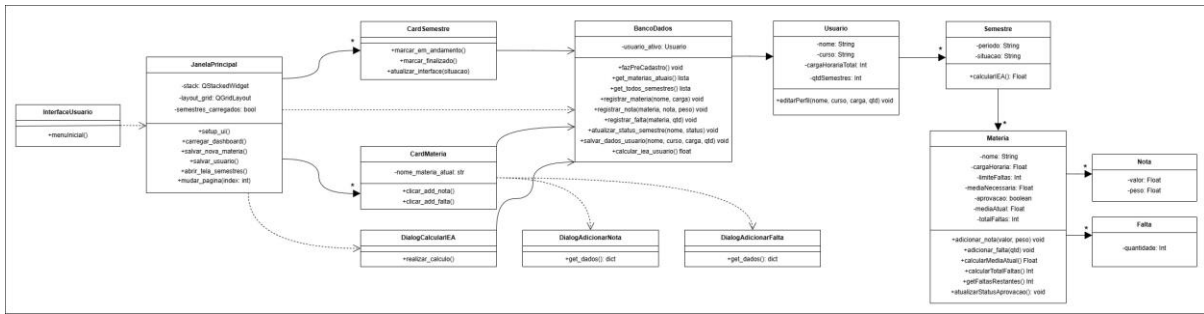 InterfaceUsuario
+menuInicial()
JanelaPrincipal
-stack: QStackedWidget
-layout_grid: QGridLayout
-semestres_carregados: bool
+setup_ui()
+carregar_dashboard()
+salvar_nova_materia()
+salvar_usuario()
+abrir_tela_semestres()
+mudar_pagina(index: int)
CardSemestre
+marcar_em_andamento()
+marcar_finalizado()
+atualizar_interface(situacao)
CardMateria
-nome_materia_atual: str
+clicar_add_nota()
+clicar_add_falta()
DialogCalcularIEA
+realizar_calculo()
DialogAdicionarNota
+get_dados(): dict
DialogAdicionarFalta
+get_dados(): dict
BancoDados
-usuario_ativo: Usuario
+fazPreCadastro() void
+get_materias_atuais() lista
+get_todos_semestres() lista
+registrar_materia(nome, carga) void
+registrar_nota(materia, nota, peso) void
+registrar_falta(materia, qtd) void
+atualizar_status_semestre(nome, status) void
+salvar_dados_usuario(nome, curso, carga, qtd) void
+calcular_iea_usuario() float
Usuario
-nome: String
-curso: String
-cargaHorariaTotal: Int
-qtdSemestres: Int
+editarPerfil(nome, curso, carga, qtd) void
Semestre
-periodo: String
-situacao: String
+calcularIEA(): Float
Materia
-nome: String
-cargaHoraria: Float
-limiteFaltas: Int
-mediaNecessaria: Float
-aprovacao: boolean
-mediaAtual: Float
-totalFaltas: Int
+adicionar_nota(valor, peso) void
+adicionar_falta(qtd) void
+calcularMediaAtual() Float
+calcularTotalFaltas() Int
+getFaltasRestantes() Int
+atualizarStatusAprovacao(): void
Nota
-valor: Float
-peso: Float
Falta
-quantidade: Int
*
*
*
*
*
*